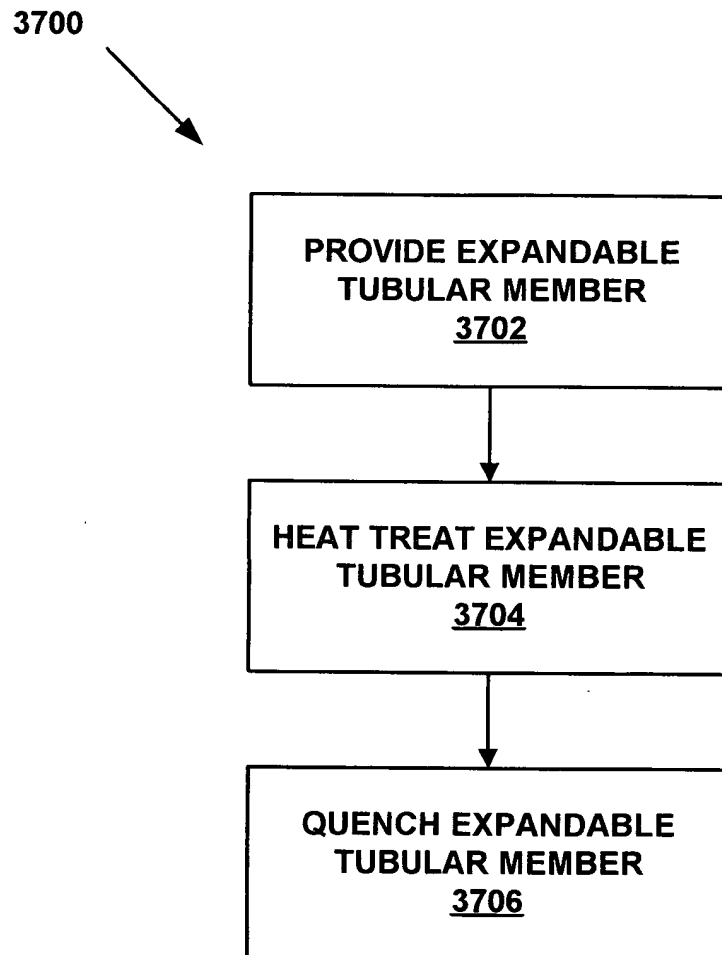 3700
PROVIDE EXPANDABLE
TUBULAR MEMBER
3702
HEAT TREAT EXPANDABLE
TUBULAR MEMBER
3704
QUENCH EXPANDABLE
TUBULAR MEMBER
3706